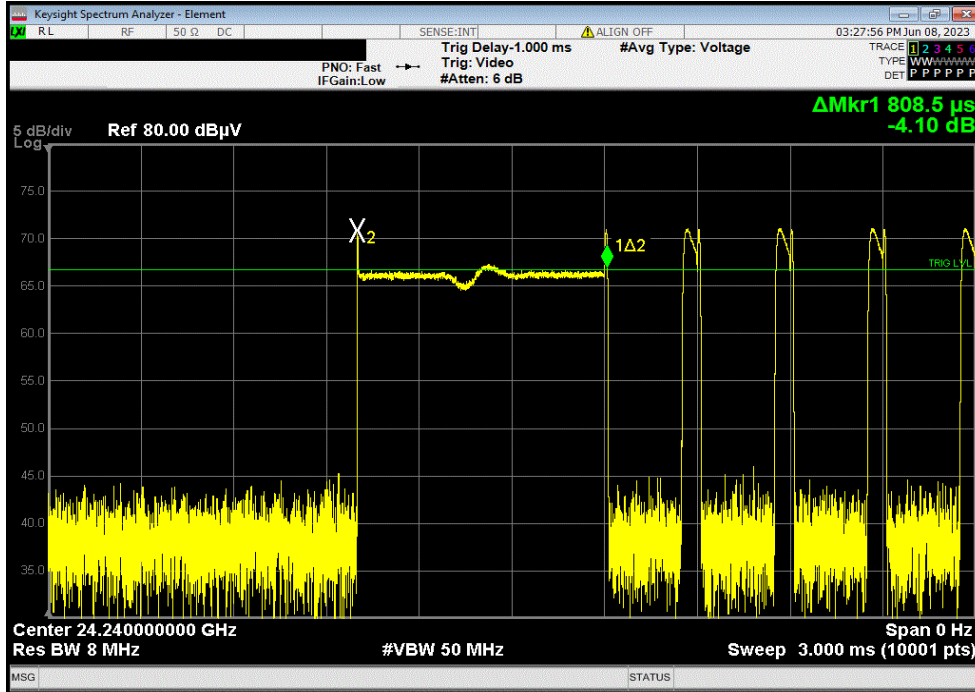 Keysight Spectrum Analyzer - Element
LXI RL RF 50 Ω DC SENSE:INT ALIGN OFF 03:27:56 PM Jun 08, 2023
Trig Delay-1.000 ms #Avg Type: Voltage TRACE 1 2 3 4 5 6
PNO: Fast Trig: Video TYPE WWWWWW
IFGain:Low #Atten: 6 dB DET P P P P P P
ΔMkr1 808.5 µs
5 dB/div Ref 80.00 dBµV -4.10 dB
Log
75.0
70.0
X2
1Δ2
TRIG LVL
65.0
60.0
55.0
50.0
45.0
40.0
35.0
Center 24.240000000 GHz Span 0 Hz
Res BW 8 MHz #VBW 50 MHz Sweep 3.000 ms (10001 pts)
MSG STATUS